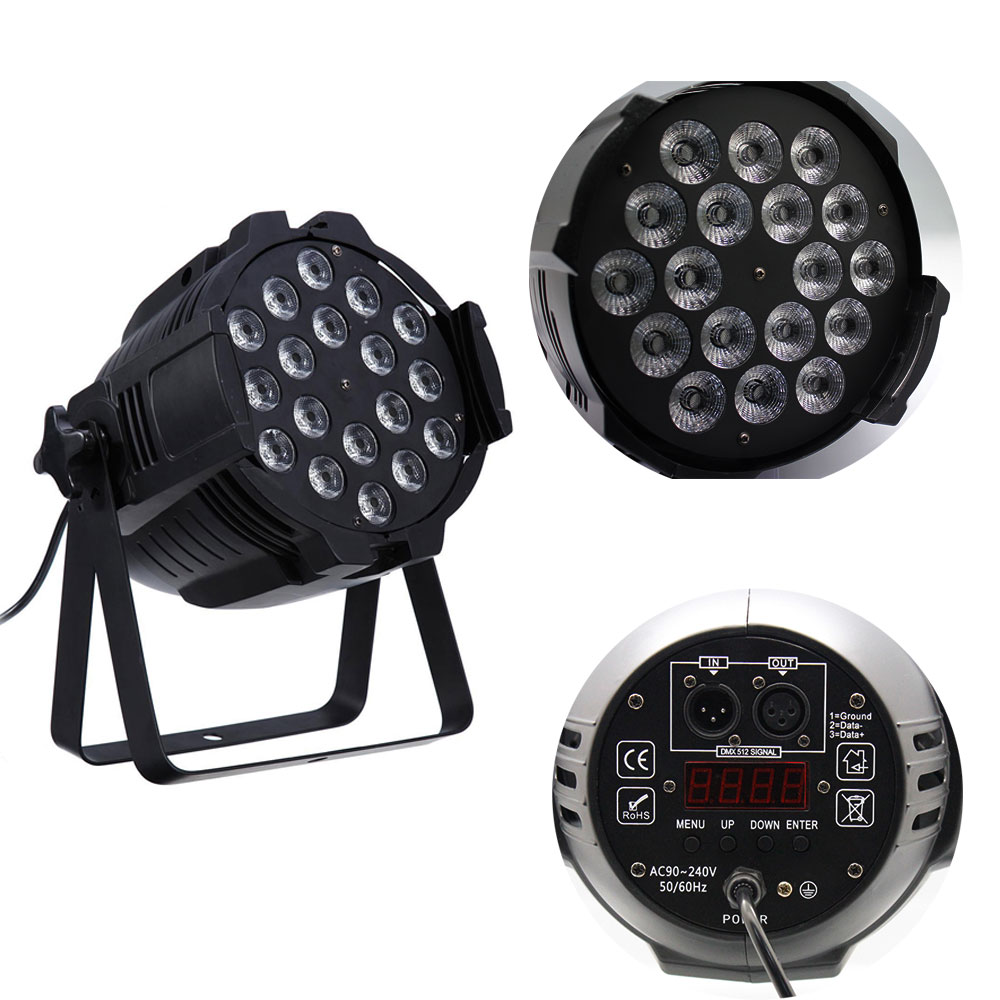 IN OUT
1=Ground
2=Data-
3=Data+
DMX 512 SIGNAL
CE
RoHS
MENU UP DOWN ENTER
AC90~240V
50/60Hz
POWER